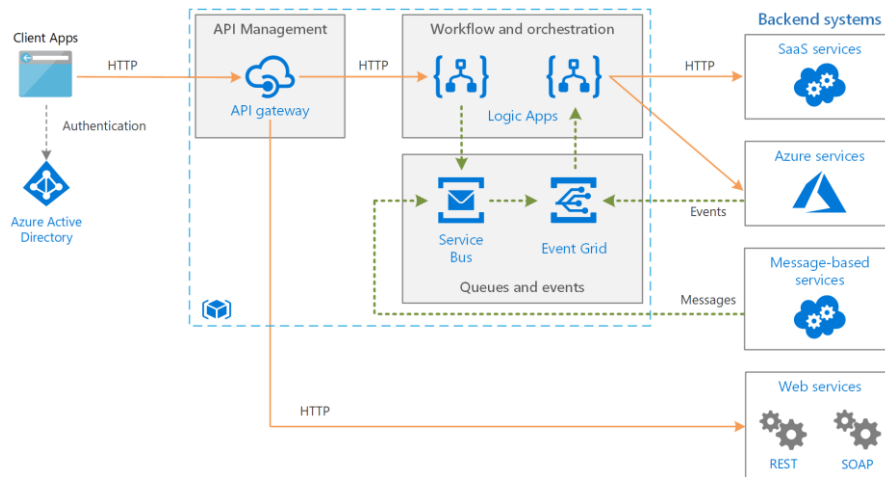 Client Apps
HTTP
Authentication
Azure Active
Directory
API Management
API gateway
HTTP
Workflow and orchestration
Logic Apps
Service
Bus
Event Grid
Queues and events
HTTP
Events
Messages
HTTP
Backend systems
SaaS services
Azure services
Message-based
services
Web services
REST
SOAP